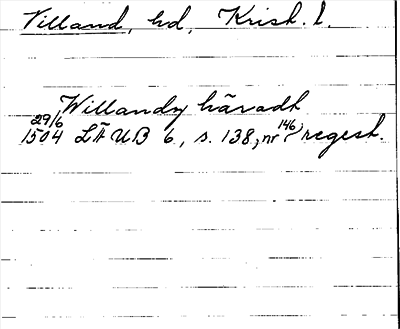 Villand, hd, Krist. l.
Willandz häradh
29/6
1504 LÄUB 6, s. 138, nr 146, regest.